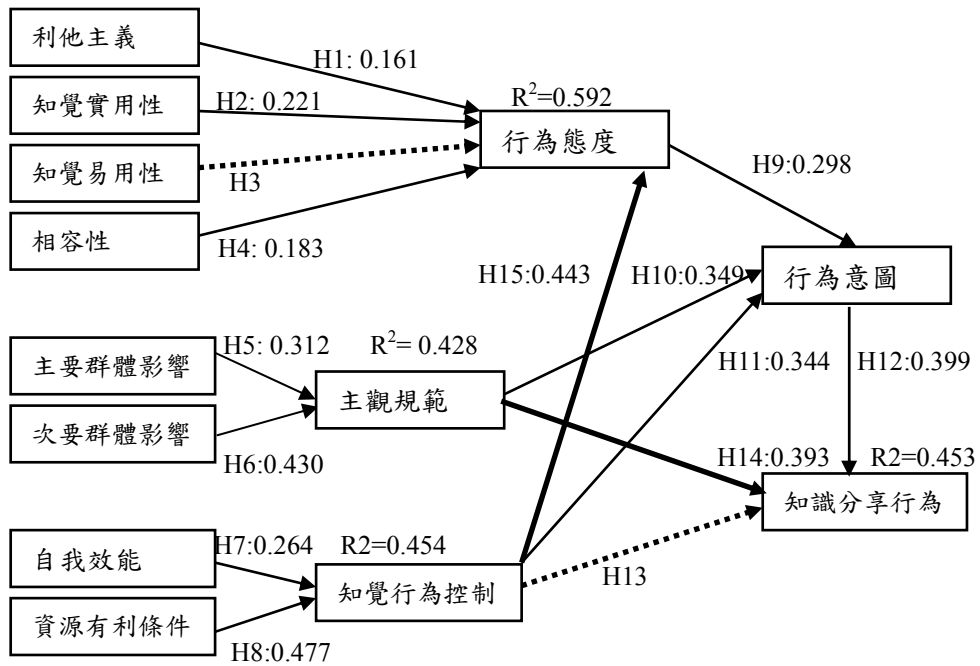 利他主義
H1: 0.161
知覺實用性
H2: 0.221
R²=0.592
行為態度
知覺易用性
H3
H9:0.298
相容性
H4: 0.183
H15:0.443
H10:0.349
行為意圖
H5: 0.312
R²= 0.428
主要群體影響
H11:0.344
H12:0.399
主觀規範
次要群體影響
H6:0.430
H14:0.393
R2=0.453
知識分享行為
H7:0.264
R2=0.454
自我效能
H13
知覺行為控制
資源有利條件
H8:0.477